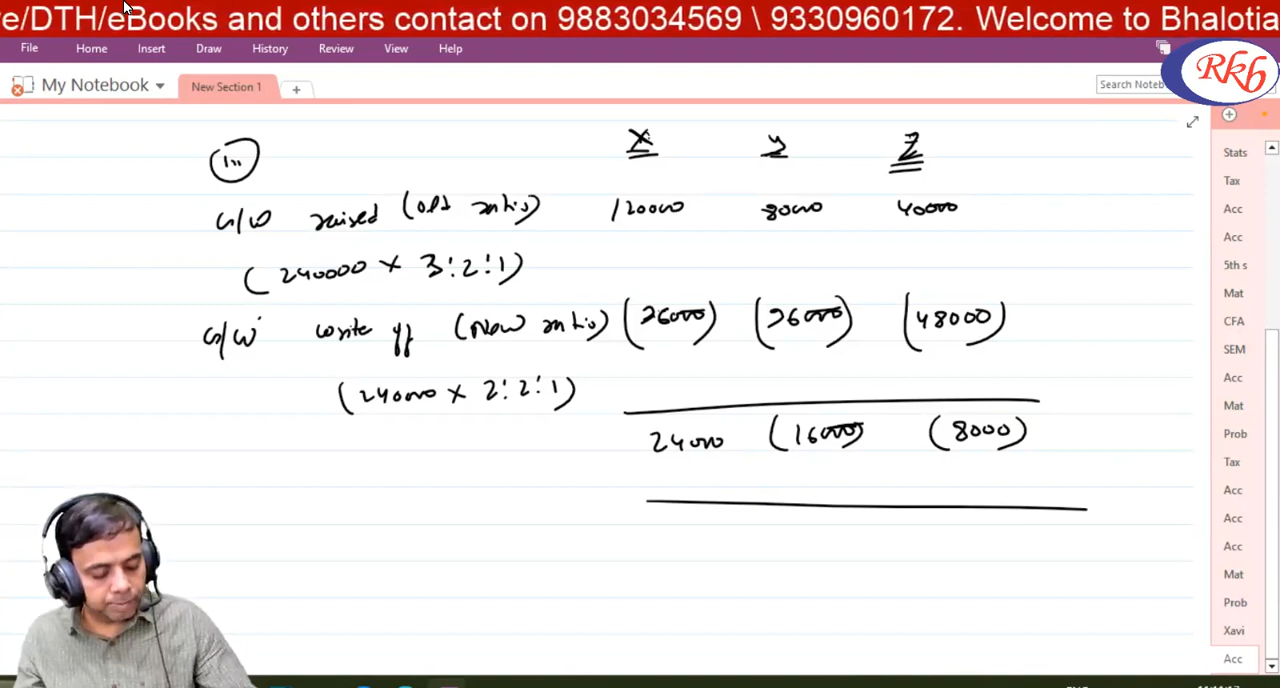 re/DTH/eBooks and others contact on 9883034569 \ 9330960172. Welcome to Bhalotia
File Home Insert Draw History Review View Help
Rkb
My Notebook New Section 1 + Search Noteb
X Y Z
G/W raised (old ratio) 120000 80000 40000
(240000 × 3:2:1)
G/W write off (New ratio) (96000) (96000) (48000)
(24000 × 2:2:1)
24000 (16000) (8000)
Stats
Tax
Acc
Acc
5th s
Mat
CFA
SEM
Acc
Mat
Prob
Tax
Acc
Acc
Acc
Mat
Prob
Xavi
Acc